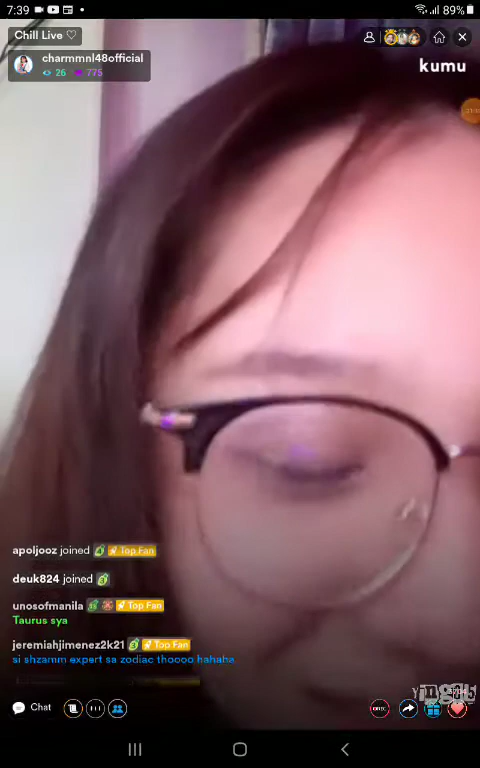 7:39
89%
Chill Live ♡
charmmnl48official
26 775
kumu
apoljooz joined Top Fan
deuk824 joined
unosofmanila Top Fan
Taurus sya
jeremiahjimenez2k21 Top Fan
si shzamm expert sa zodiac thoooo hahaha
Chat